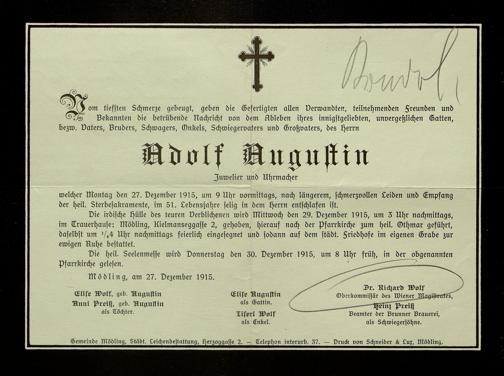 Vom tiefsten Schmerze gebeugt, geben die Gefertigten allen Verwandten, teilnehmenden Freunden und
Bekannten die betrübende Nachricht von dem Ableben ihres innigstgeliebten, unvergeßlichen Gatten,
bezw. Vaters, Bruders, Schwagers, Onkels, Schwiegervaters und Großvaters, des Herrn
Adolf Augustin
Juwelier und Uhrmacher
welcher Montag den 27. Dezember 1915, um 9 Uhr vormittags, nach längerem, schmerzvollen Leiden und Empfang
der heil. Sterbesakramente, im 51. Lebensjahre selig in dem Herrn entschlafen ist.
Die irdische Hülle des teuren Verblichenen wird Mittwoch den 29. Dezember 1915, um 3 Uhr nachmittags,
im Trauerhause: Mödling, Kielmanseggasse 2, gehoben, hierauf nach der Pfarrkirche zum heil. Othmar geführt,
daselbst um 1/4 4 Uhr nachmittags feierlich eingesegnet und sodann auf dem städt. Friedhofe im eigenen Grabe zur
ewigen Ruhe bestattet.
Die heil. Seelenmesse wird Donnerstag den 30. Dezember 1915, um 8 Uhr früh, in der obgenannten
Pfarrkirche gelesen.
Mödling, am 27. Dezember 1915.
Elise Wolf, geb. Augustin
Anni Preiß, geb. Augustin
als Töchter.
Elise Augustin
als Gattin.
Liserl Wolf
als Enkel.
Dr. Richard Wolf
Oberkommissär des Wiener Magistrates,
Heinz Preiß
Beamter der Brunner Brauerei,
als Schwiegersöhne.
Gemeinde Mödling, Städt. Leichenbestattung, Herzoggasse 2. – Telephon interurb. 37. – Druck von Schneider & Lux, Mödling.